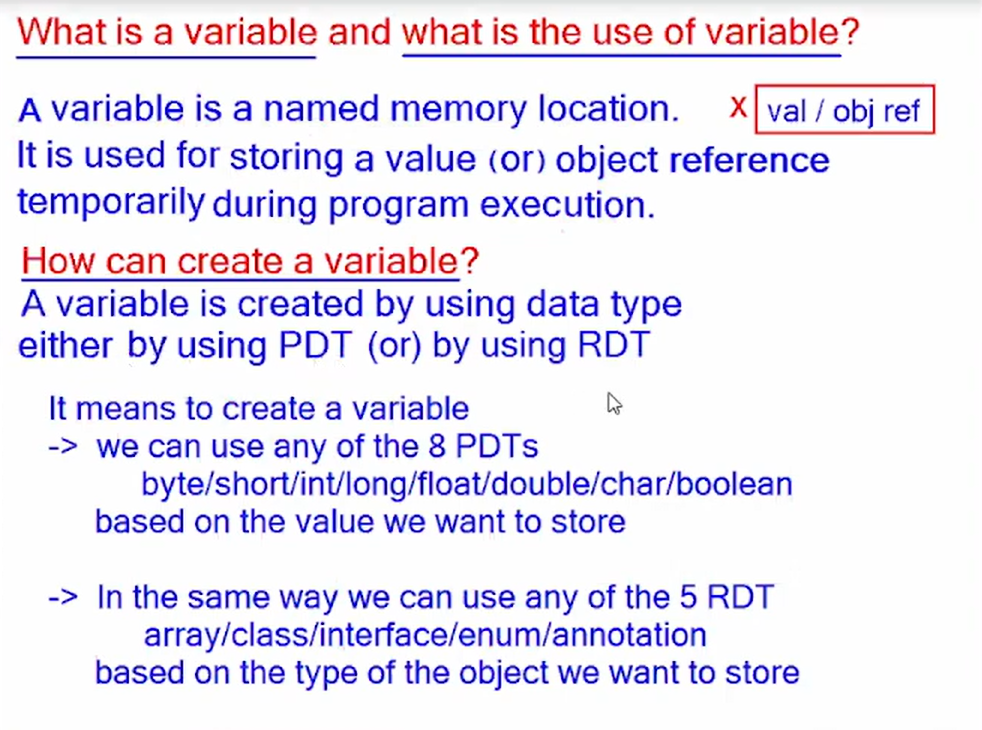 What is a variable and what is the use of variable?
A variable is a named memory location. X val / obj ref
It is used for storing a value (or) object reference
temporarily during program execution.
How can create a variable?
A variable is created by using data type
either by using PDT (or) by using RDT
It means to create a variable
-> we can use any of the 8 PDTs
byte/short/int/long/float/double/char/boolean
based on the value we want to store
-> In the same way we can use any of the 5 RDT
array/class/interface/enum/annotation
based on the type of the object we want to store